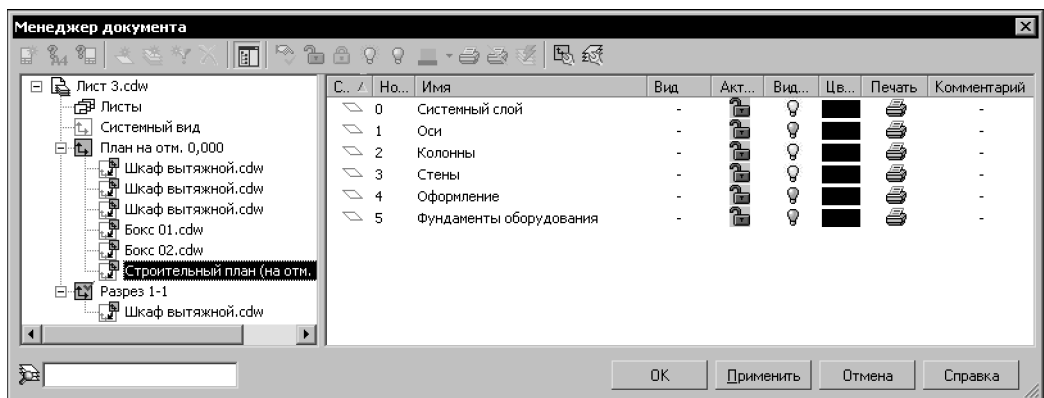 Менеджер документа
Лист 3.cdw
Листы
Системный вид
План на отм. 0,000
Шкаф вытяжной.cdw
Шкаф вытяжной.cdw
Шкаф вытяжной.cdw
Бокс 01.cdw
Бокс 02.cdw
Строительный план (на отм.
Разрез 1-1
Шкаф вытяжной.cdw
С... Но... Имя Вид Акт... Вид... Цв... Печать Комментарий
0 Системный слой - -
1 Оси - -
2 Колонны - -
3 Стены - -
4 Оформление - -
5 Фундаменты оборудования - -
OK Применить Отмена Справка